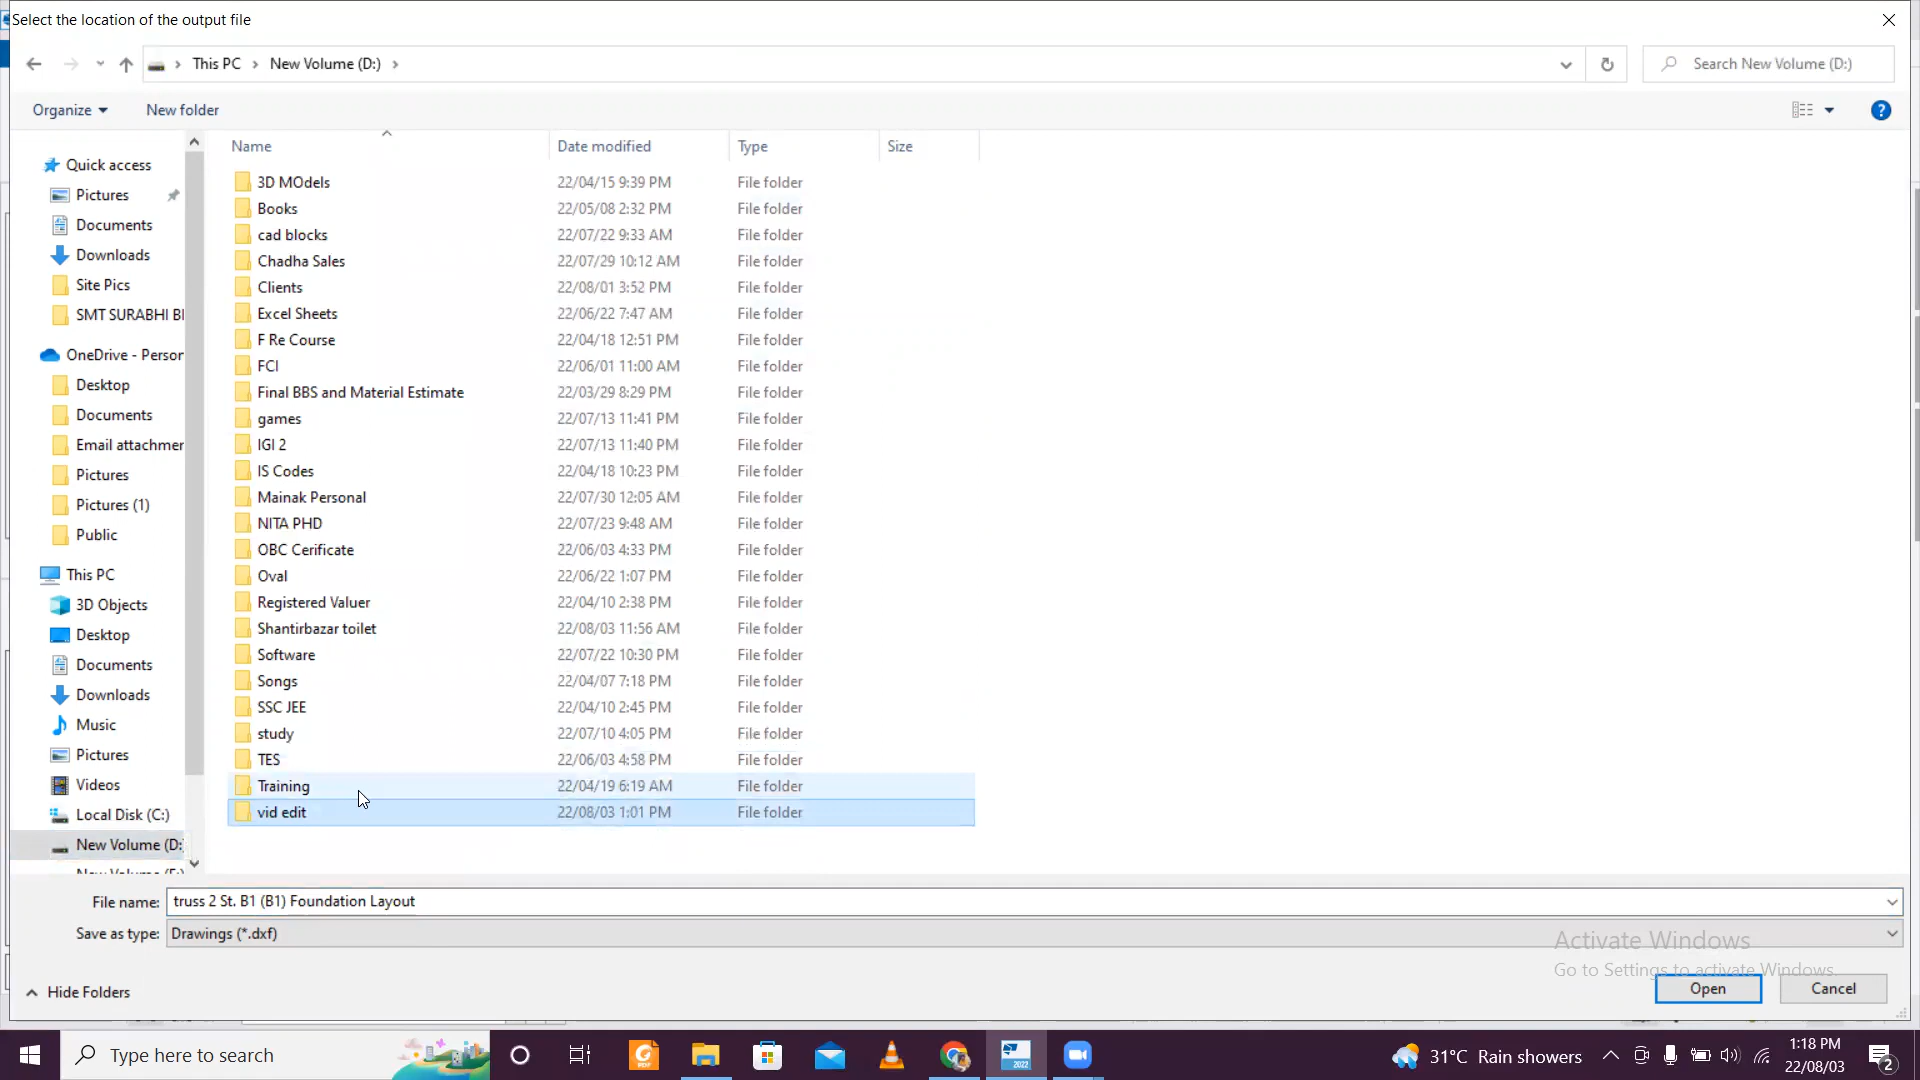 Select the location of the output file
This PC > New Volume (D:) >
Search New Volume (D:)
Organize
New folder
Name
Date modified
Type
Size
Quick access
Pictures
Documents
Downloads
Site Pics
SMT SURABHI BI
OneDrive - Person
Desktop
Documents
Email attachmer
Pictures
Pictures (1)
Public
This PC
3D Objects
Desktop
Documents
Downloads
Music
Pictures
Videos
Local Disk (C:)
New Volume (D:
3D MOdels 22/04/15 9:39 PM File folder
Books 22/05/08 2:32 PM File folder
cad blocks 22/07/22 9:33 AM File folder
Chadha Sales 22/07/29 10:12 AM File folder
Clients 22/08/01 3:52 PM File folder
Excel Sheets 22/06/22 7:47 AM File folder
F Re Course 22/04/18 12:51 PM File folder
FCI 22/06/01 11:00 AM File folder
Final BBS and Material Estimate 22/03/29 8:29 PM File folder
games 22/07/13 11:41 PM File folder
IGI 2 22/07/13 11:40 PM File folder
IS Codes 22/04/18 10:23 PM File folder
Mainak Personal 22/07/30 12:05 AM File folder
NITA PHD 22/07/23 9:48 AM File folder
OBC Cerificate 22/06/03 4:33 PM File folder
Oval 22/06/22 1:07 PM File folder
Registered Valuer 22/04/10 2:38 PM File folder
Shantirbazar toilet 22/08/03 11:56 AM File folder
Software 22/07/22 10:30 PM File folder
Songs 22/04/07 7:18 PM File folder
SSC JEE 22/04/10 2:45 PM File folder
study 22/07/10 4:05 PM File folder
TES 22/06/03 4:58 PM File folder
Training 22/04/19 6:19 AM File folder
vid edit 22/08/03 1:01 PM File folder
File name: truss 2 St. B1 (B1) Foundation Layout
Save as type: Drawings (*.dxf)
Activate Windows
Go to Settings to activate Windows.
Hide Folders
Open
Cancel
Type here to search
31°C Rain showers
1:18 PM
22/08/03
2